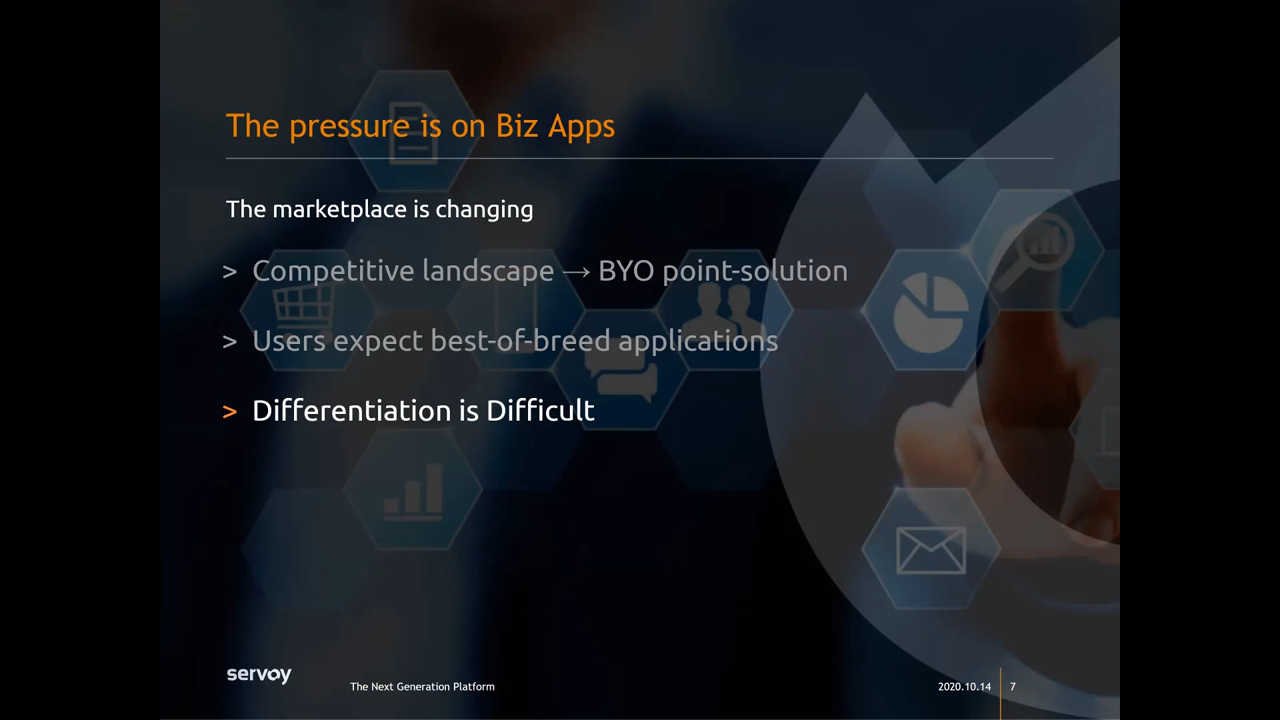 The pressure is on Biz Apps
The marketplace is changing
> Competitive landscape → BYO point-solution
> Users expect best-of-breed applications
> Differentiation is Difficult
servoy
The Next Generation Platform
2020.10.14
7